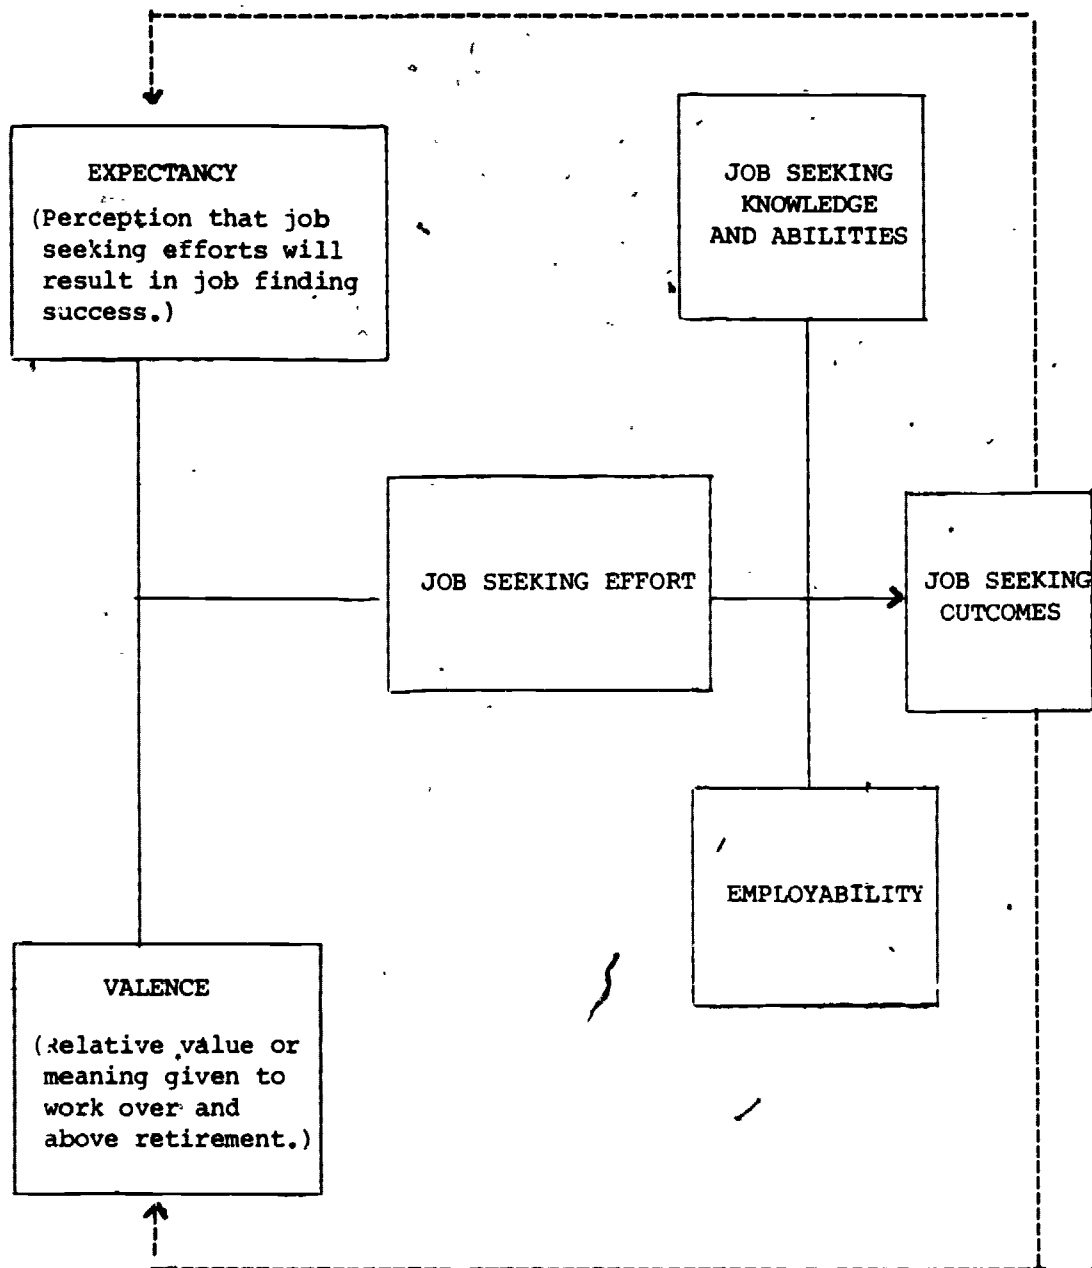 EXPECTANCY
(Perception that job
seeking efforts will
result in job finding
success.)
JOB SEEKING
KNOWLEDGE
AND ABILITIES
JOB SEEKING EFFORT
JOB SEEKING
CUTCOMES
EMPLOYABILITY
VALENCE
(Relative value or
meaning given to
work over and
above retirement.)